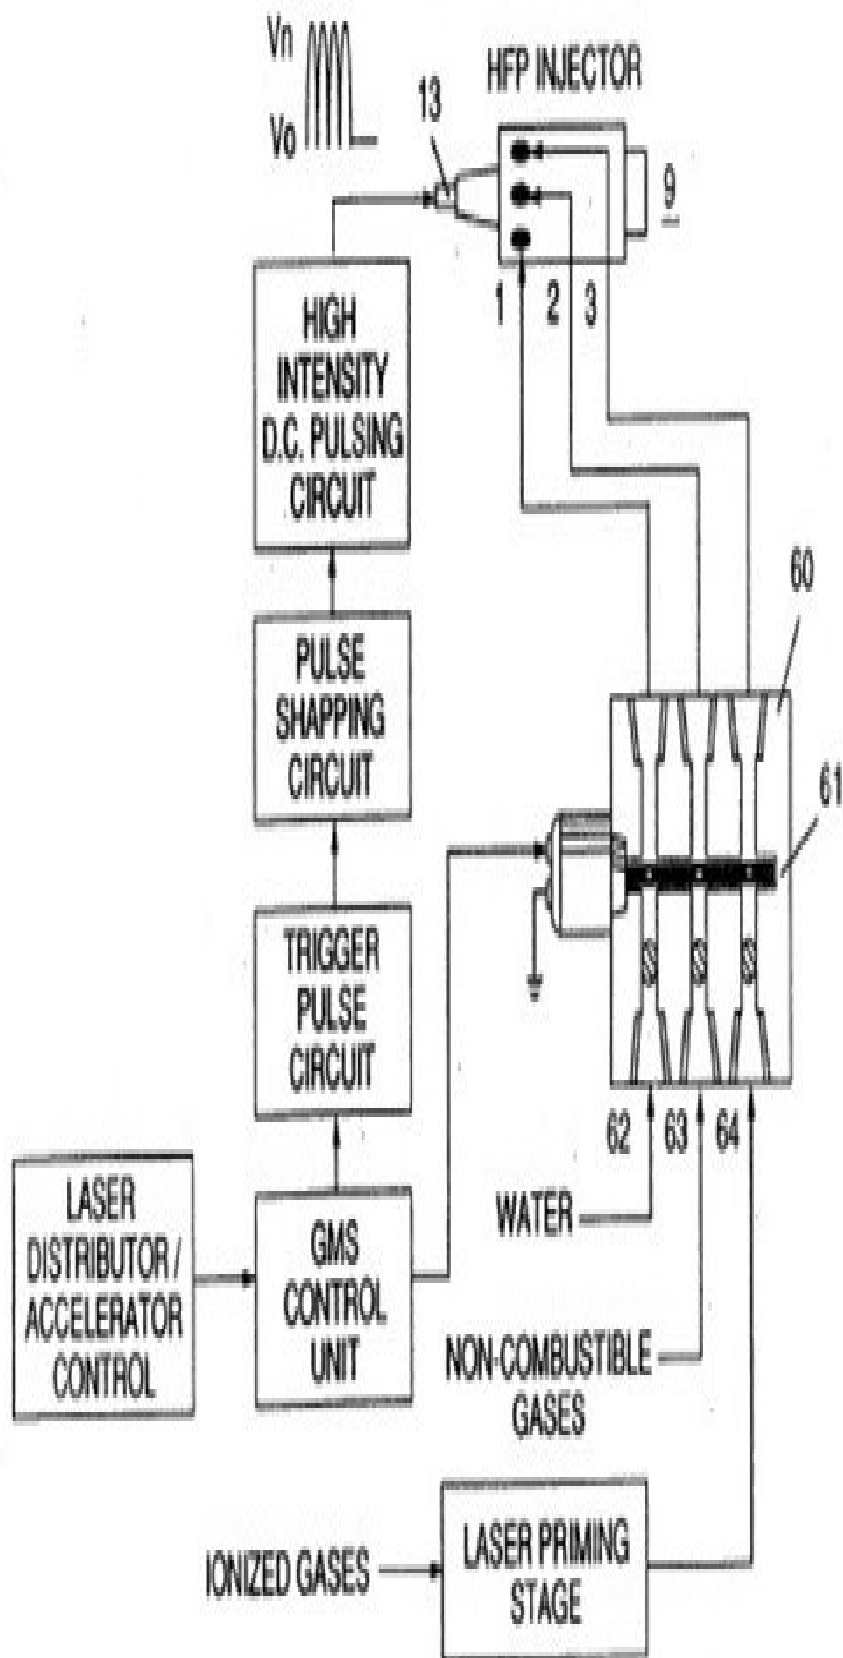 Vn
Vo
HFP INJECTOR
13
9
1
2
3
HIGH
INTENSITY
D.C. PULSING
CIRCUIT
60
PULSE
SHAPPING
CIRCUIT
61
TRIGGER
PULSE
CIRCUIT
62
63
64
LASER
DISTRIBUTOR /
ACCELERATOR
CONTROL
GMS
CONTROL
UNIT
WATER
NON-COMBUSTIBLE
GASES
IONIZED GASES
LASER PRIMING
STAGE